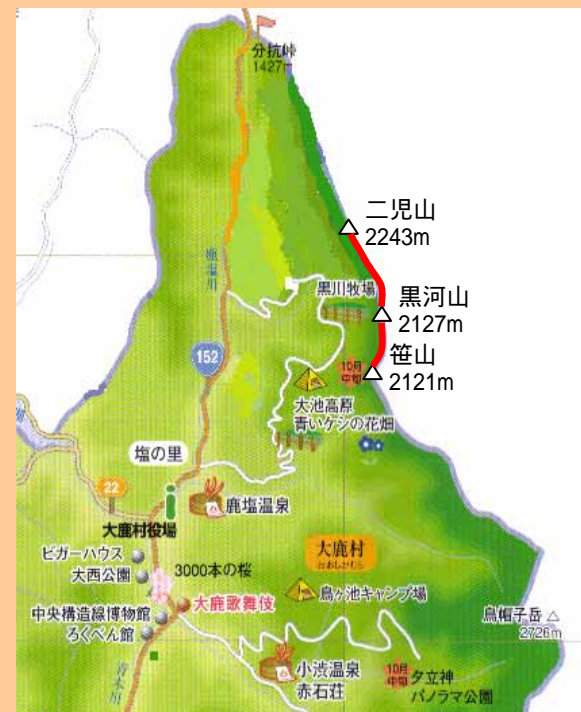 分杭峠
1427m
二児山
2243m
鹿塩川
黒川牧場
黒河山
2127m
152
10月
中旬
笹山
2121m
大池高原
青いケシの花畑
塩の里
22
鹿塩温泉
大鹿村役場
大鹿村
ビガーハウス
大西公園
3000本の桜
大鹿歌舞伎
鳥ヶ池キャンプ場
中央構造線博物館
ろくべん館
烏帽子岳
2726m
小渋温泉
赤石荘
10月
中旬
夕立神
パノラマ公園
青木川